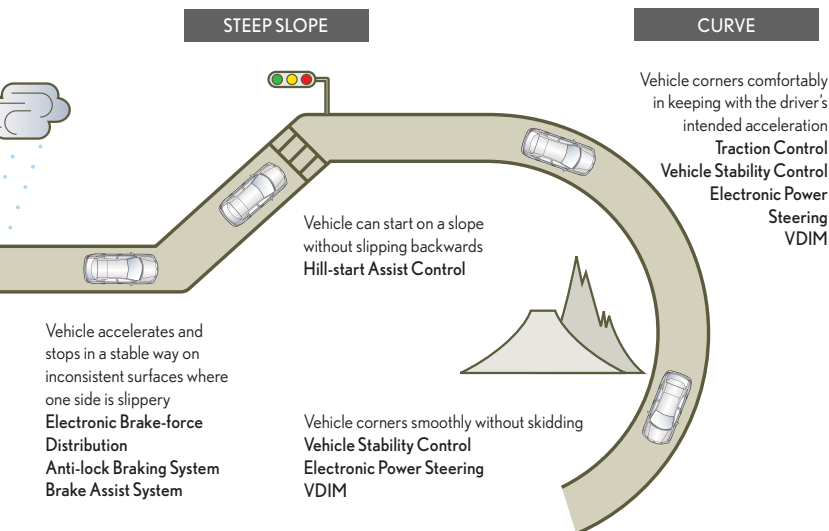 STEEP SLOPE
CURVE
Vehicle corners comfortably
in keeping with the driver's
intended acceleration
Traction Control
Vehicle Stability Control
Electronic Power
Steering
VDIM
Vehicle can start on a slope
without slipping backwards
Hill-start Assist Control
Vehicle accelerates and
stops in a stable way on
inconsistent surfaces where
one side is slippery
Electronic Brake-force
Distribution
Anti-lock Braking System
Brake Assist System
Vehicle corners smoothly without skidding
Vehicle Stability Control
Electronic Power Steering
VDIM